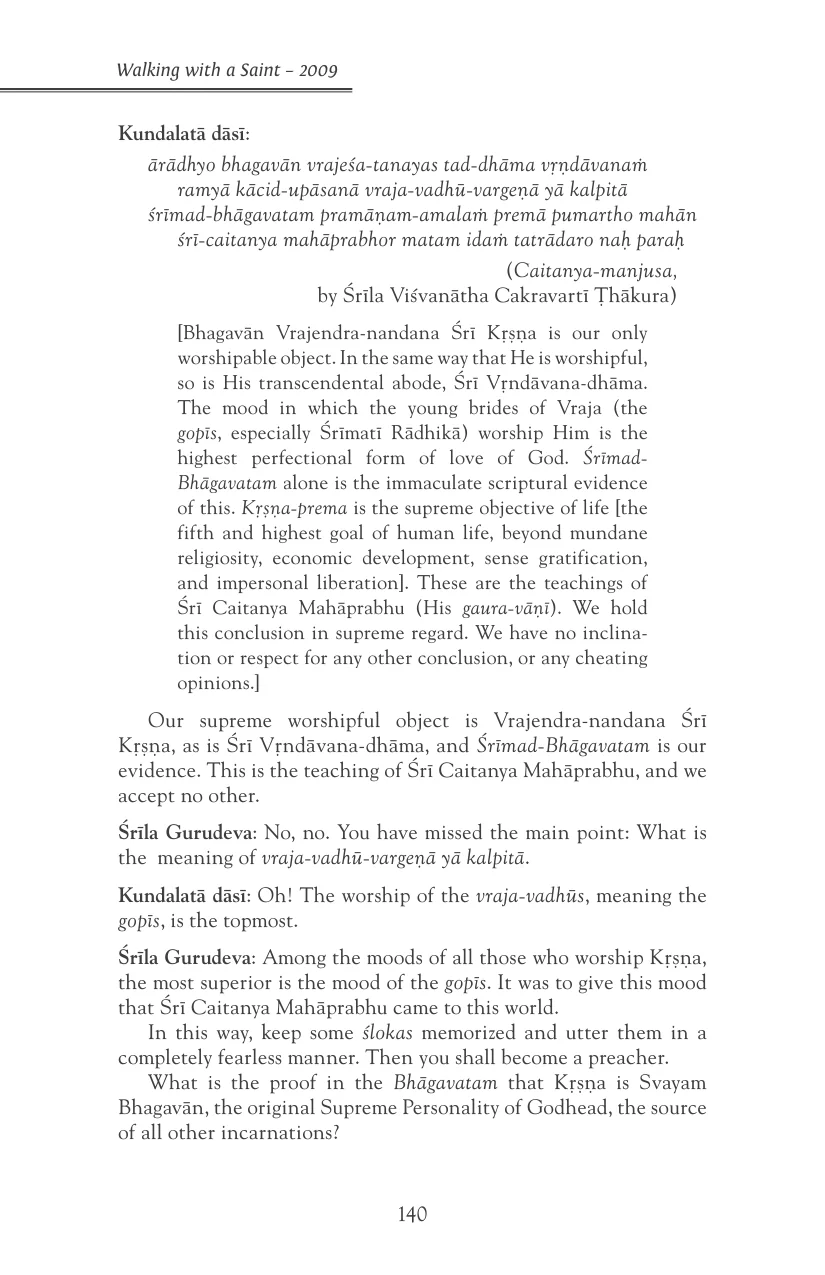 Walking with a Saint – 2009
Kundalatā dāsī:
ārādhyo bhagavān vrajeśa-tanayas tad-dhāma vṛṇdāvanaṁ
ramyā kācid-upāsanā vraja-vadhū-vargeṇā yā kalpitā
śrīmad-bhāgavatam pramāṇam-amalaṁ premā pumartho mahān
śrī-caitanya mahāprabhor matam idaṁ tatrādaro naḥ paraḥ
(Caitanya-manjusa,
by Śrīla Viśvanātha Cakravartī Ṭhākura)
[Bhagavān Vrajendra-nandana Śrī Kṛṣṇa is our only
worshipable object. In the same way that He is worshipful,
so is His transcendental abode, Śrī Vṛndāvana-dhāma.
The mood in which the young brides of Vraja (the
gopīs, especially Śrīmatī Rādhikā) worship Him is the
highest perfectional form of love of God. Śrīmad-
Bhāgavatam alone is the immaculate scriptural evidence
of this. Kṛṣṇa-prema is the supreme objective of life [the
fifth and highest goal of human life, beyond mundane
religiosity, economic development, sense gratification,
and impersonal liberation]. These are the teachings of
Śrī Caitanya Mahāprabhu (His gaura-vāṇī). We hold
this conclusion in supreme regard. We have no inclina-
tion or respect for any other conclusion, or any cheating
opinions.]
Our supreme worshipful object is Vrajendra-nandana Śrī
Kṛṣṇa, as is Śrī Vṛndāvana-dhāma, and Śrīmad-Bhāgavatam is our
evidence. This is the teaching of Śrī Caitanya Mahāprabhu, and we
accept no other.
Śrīla Gurudeva: No, no. You have missed the main point: What is
the meaning of vraja-vadhū-vargeṇā yā kalpitā.
Kundalatā dāsī: Oh! The worship of the vraja-vadhūs, meaning the
gopīs, is the topmost.
Śrīla Gurudeva: Among the moods of all those who worship Kṛṣṇa,
the most superior is the mood of the gopīs. It was to give this mood
that Śrī Caitanya Mahāprabhu came to this world.
In this way, keep some ślokas memorized and utter them in a
completely fearless manner. Then you shall become a preacher.
What is the proof in the Bhāgavatam that Kṛṣṇa is Svayam
Bhagavān, the original Supreme Personality of Godhead, the source
of all other incarnations?
140